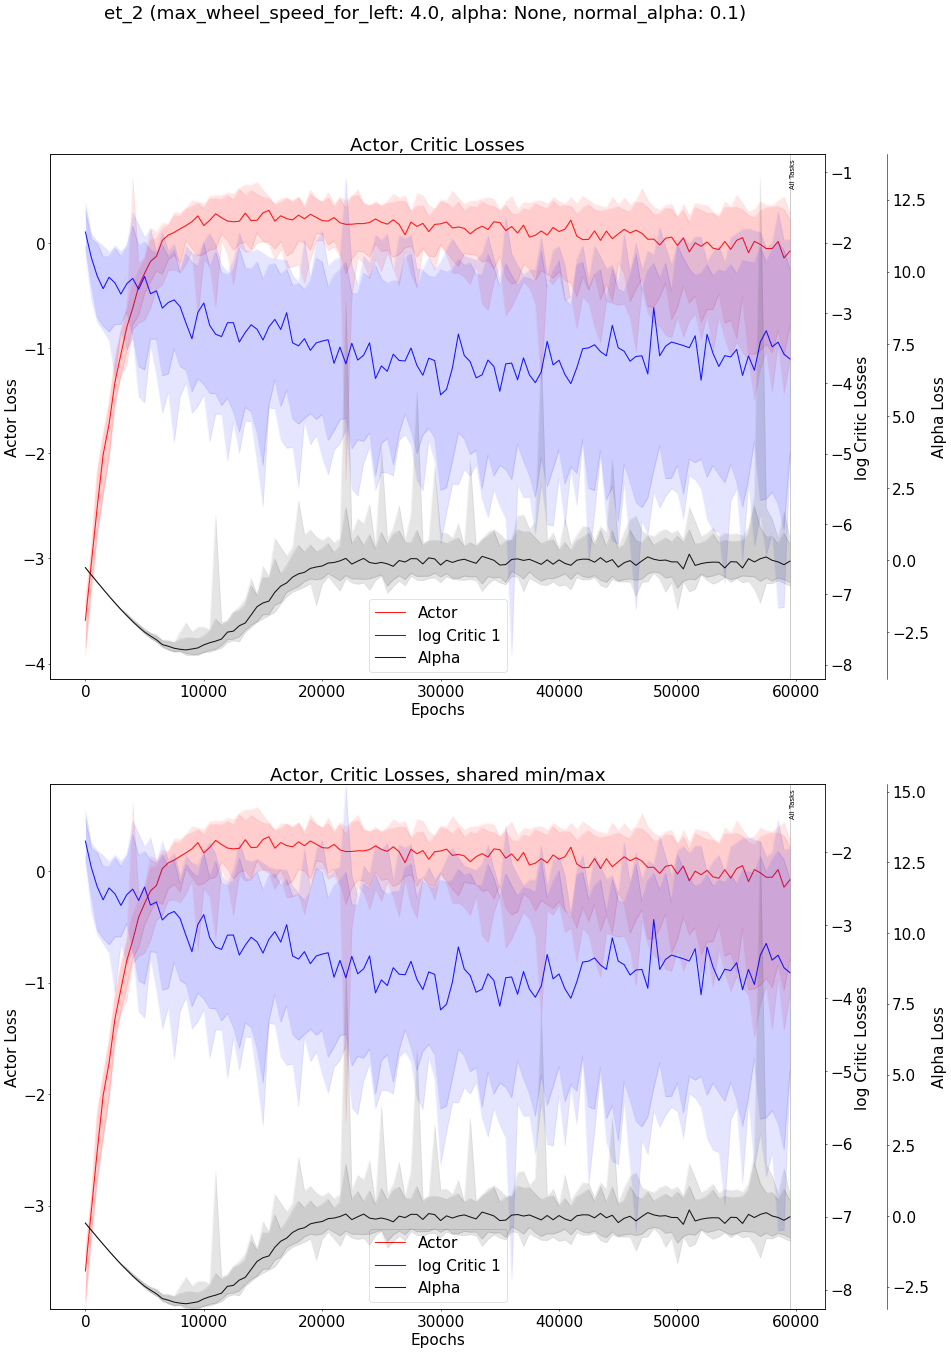 et_2 (max_wheel_speed_for_left: 4.0, alpha: None, normal_alpha: 0.1)
Actor, Critic Losses
All Tasks
0
−1
−2
−3
−4
Actor Loss
−1
−2
−3
−4
−5
−6
−7
−8
log Critic Losses
12.5
10.0
7.5
5.0
2.5
0.0
−2.5
Alpha Loss
Actor
log Critic 1
Alpha
0 10000 20000 30000 40000 50000 60000
Epochs
Actor, Critic Losses, shared min/max
All Tasks
0
−1
−2
−3
Actor Loss
−2
−3
−4
−5
−6
−7
−8
log Critic Losses
15.0
12.5
10.0
7.5
5.0
2.5
0.0
−2.5
Alpha Loss
Actor
log Critic 1
Alpha
0 10000 20000 30000 40000 50000 60000
Epochs